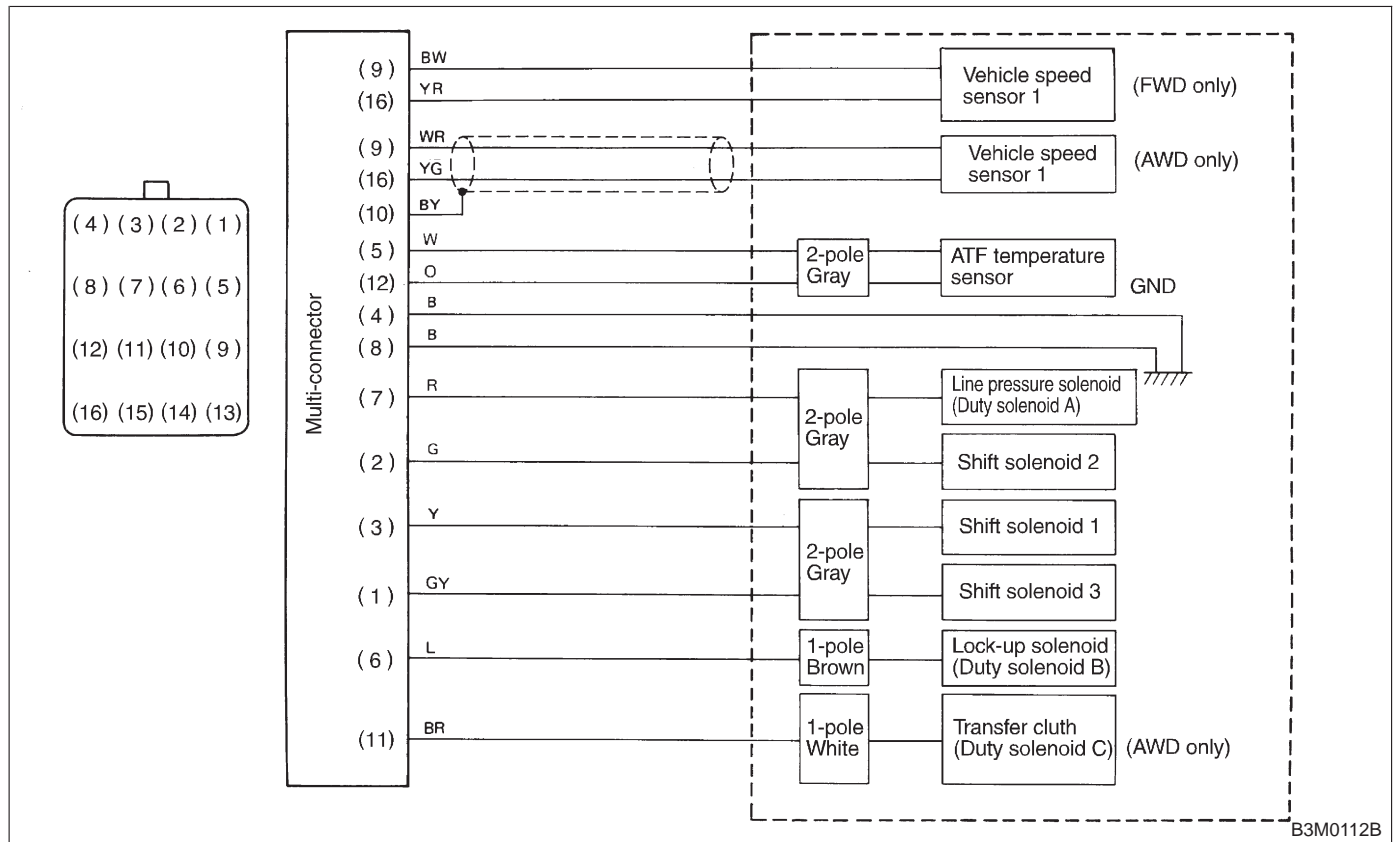 (4) (3) (2) (1)
(8) (7) (6) (5)
(12) (11) (10) (9)
(16) (15) (14) (13)
Multi-connector
(9) BW
Vehicle speed
sensor 1
(FWD only)
(16) YR
(9) WR
Vehicle speed
sensor 1
(AWD only)
(16) YG
(10) BY
(5) W
2-pole
Gray
ATF temperature
sensor
(12) O
GND
(4) B
(8) B
(7) R
2-pole
Gray
Line pressure solenoid
(Duty solenoid A)
(2) G
Shift solenoid 2
(3) Y
2-pole
Gray
Shift solenoid 1
(1) GY
Shift solenoid 3
(6) L
1-pole
Brown
Lock-up solenoid
(Duty solenoid B)
(11) BR
1-pole
White
Transfer cluth
(Duty solenoid C)
(AWD only)
B3M0112B